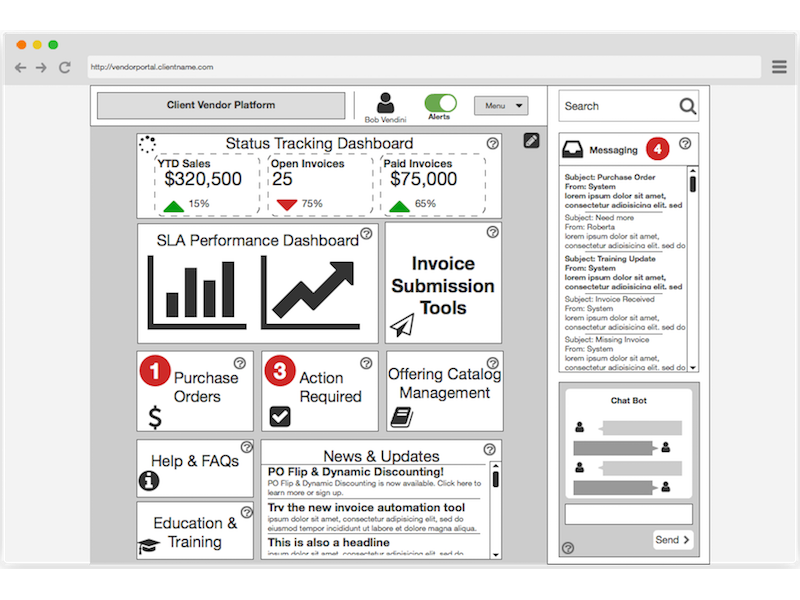 http://vendorportal.clientname.com
Client Vendor Platform
Bob Vendini
Alerts
Menu
Search
Status Tracking Dashboard
?
YTD Sales
$320,500
15%
Open Invoices
25
75%
Paid Invoices
$75,000
65%
SLA Performance Dashboard
?
?
Invoice
Submission
Tools
1
?
Purchase
Orders
$
3
?
Action
Required
?
Offering Catalog
Management
?
Help & FAQs
i
?
Education &
Training
News & Updates
?
PO Flip & Dynamic Discounting!
PO Flip & Dynamic Discounting is now available. Click here to
learn more or sign up.
Try the new invoice automation tool
ipsum dolor sit amet, consectetur adipisicing elit, sed do
eiusmod tempor incididunt ut labore et dolore magna aliqua.
This is also a headline
ipsum dolor sit amet, consectetur adipisicing elit, sed do
Messaging
4
?
Subject: Purchase Order
From: System
lorem ipsum dolor sit amet,
consectetur adipisicing elit, sed
Subject: Need more
From: Roberta
lorem ipsum dolor sit amet,
consectetur adipisicing elit, sed do
Subject: Training Update
From: System
lorem ipsum dolor sit amet,
consectetur adipisicing elit, sed
Subject: Invoice Received
From: System
lorem ipsum dolor sit amet,
consectetur adipisicing elit, sed do
Subject: Missing Invoice
From: System
lorem ipsum dolor sit amet,
consectetur adipisicing elit, sed do
Chat Bot
?
Send